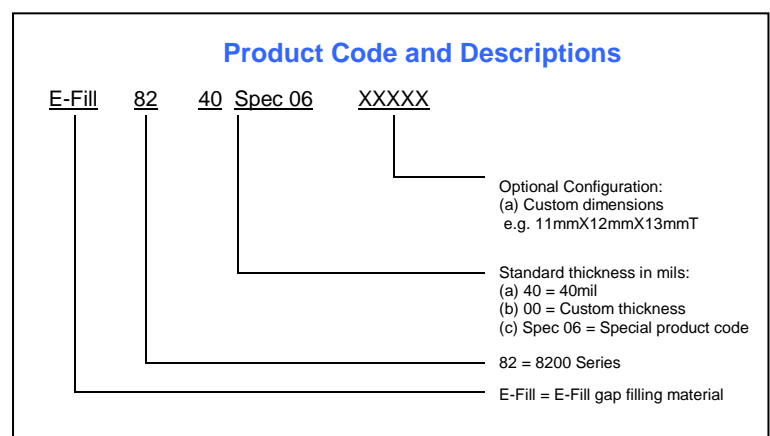 Product Code and Descriptions
E-Fill 82 40 Spec 06 XXXXX
Optional Configuration:
(a) Custom dimensions
e.g. 11mmX12mmX13mmT
Standard thickness in mils:
(a) 40 = 40mil
(b) 00 = Custom thickness
(c) Spec 06 = Special product code
82 = 8200 Series
E-Fill = E-Fill gap filling material